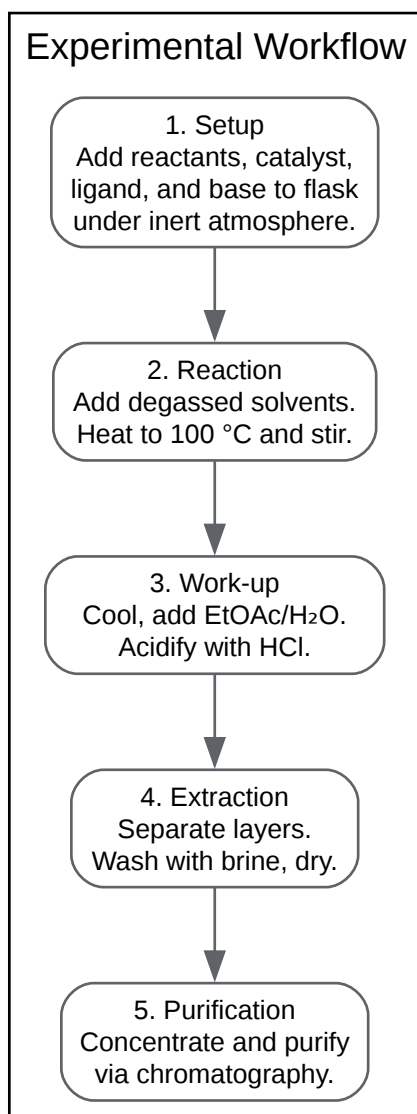 Experimental Workflow
1. Setup
Add reactants, catalyst,
ligand, and base to flask
under inert atmosphere.
2. Reaction
Add degassed solvents.
Heat to 100 °C and stir.
3. Work-up
Cool, add EtOAc/H₂O.
Acidify with HCl.
4. Extraction
Separate layers.
Wash with brine, dry.
5. Purification
Concentrate and purify
via chromatography.